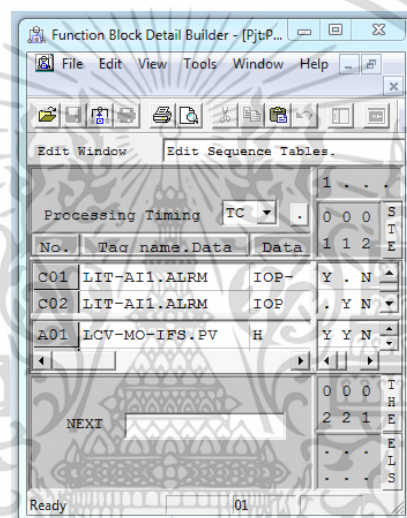 Function Block Detail Builder - [Pjt:P...
File Edit View Tools Window Help
Edit Window Edit Sequence Tables.
1 . . .
Processing Timing TC . 0 0 0 S
T
No. Tag name.Data Data 1 1 2 E
C01 LIT-AI1.ALRM IOP- Y . N
C02 LIT-AI1.ALRM IOP . Y N
A01 LCV-MO-IFS.PV H Y Y N
0 0 0 T
H
NEXT 2 2 1 E
. . . E
L
. . . S
Ready 01